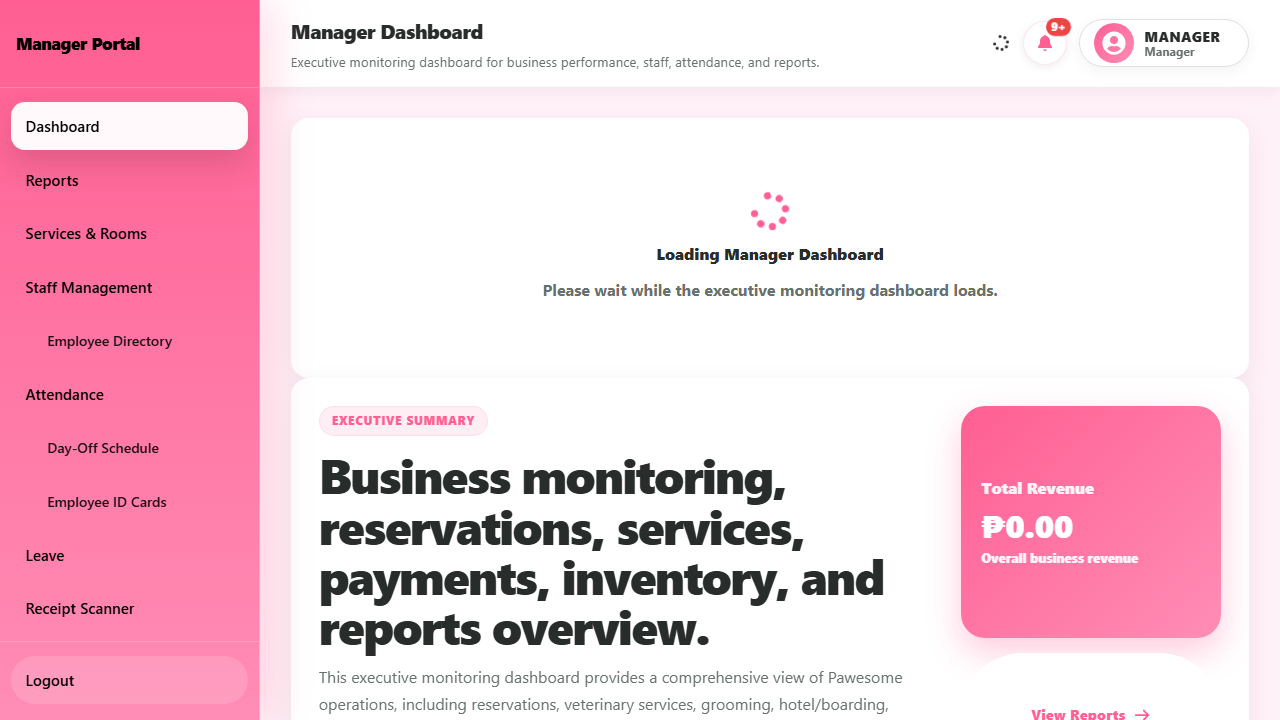 Manager Portal
Dashboard
Reports
Services & Rooms
Staff Management
Employee Directory
Attendance
Day-Off Schedule
Employee ID Cards
Leave
Receipt Scanner
Logout
Manager Dashboard
Executive monitoring dashboard for business performance, staff, attendance, and reports.
9+
MANAGER
Manager
Loading Manager Dashboard
Please wait while the executive monitoring dashboard loads.
EXECUTIVE SUMMARY
Business monitoring,
reservations, services,
payments, inventory, and
reports overview.
This executive monitoring dashboard provides a comprehensive view of Pawesome
operations, including reservations, veterinary services, grooming, hotel/boarding,
Total Revenue
₱0.00
Overall business revenue
View Reports